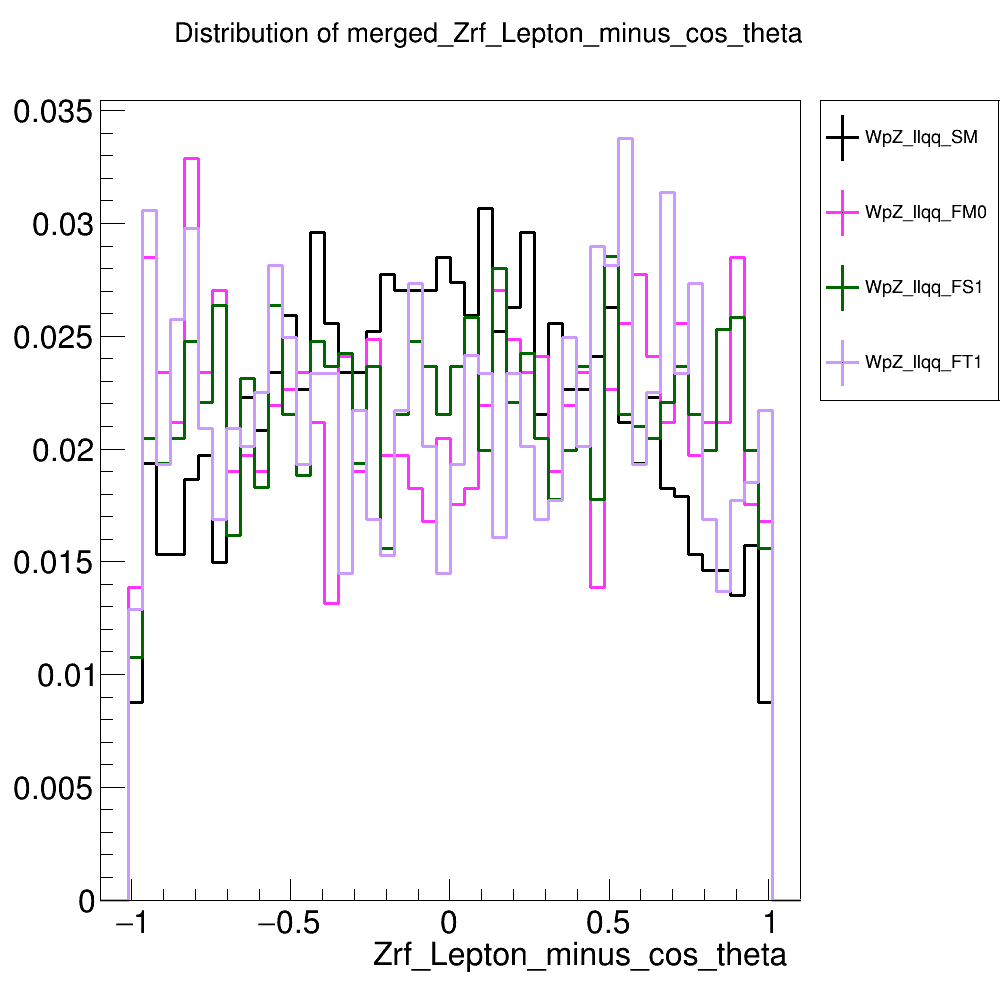 Distribution of merged_Zrf_Lepton_minus_cos_theta
0.035
0.03
0.025
0.02
0.015
0.01
0.005
0
−1
−0.5
0
0.5
1
Zrf_Lepton_minus_cos_theta
WpZ_llqq_SM
WpZ_llqq_FM0
WpZ_llqq_FS1
WpZ_llqq_FT1